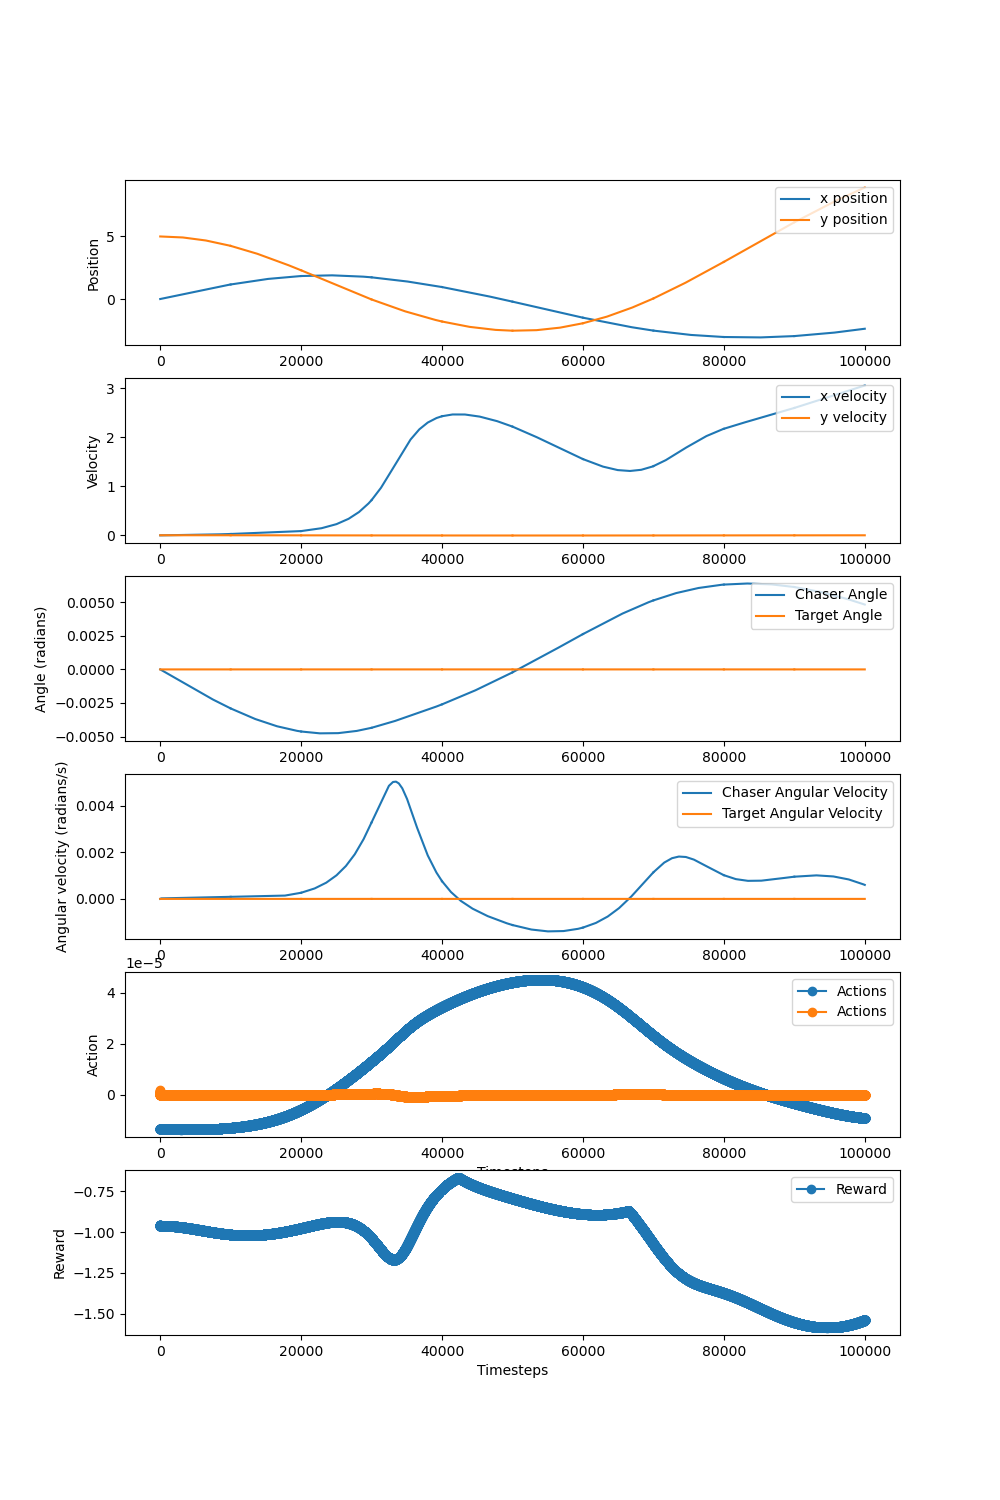 Position
5
0
x position
y position
0 20000 40000 60000 80000 100000
Velocity
3
2
1
0
x velocity
y velocity
0 20000 40000 60000 80000 100000
Angle (radians)
0.0050
0.0025
0.0000
−0.0025
−0.0050
Chaser Angle
Target Angle
0 20000 40000 60000 80000 100000
Angular velocity (radians/s)
0.004
0.002
0.000
Chaser Angular Velocity
Target Angular Velocity
0 20000 40000 60000 80000 100000
1e−5
Action
4
2
0
Actions
Actions
0 20000 40000 60000 80000 100000
Timesteps
Reward
−0.75
−1.00
−1.25
−1.50
Reward
0 20000 40000 60000 80000 100000
Timesteps